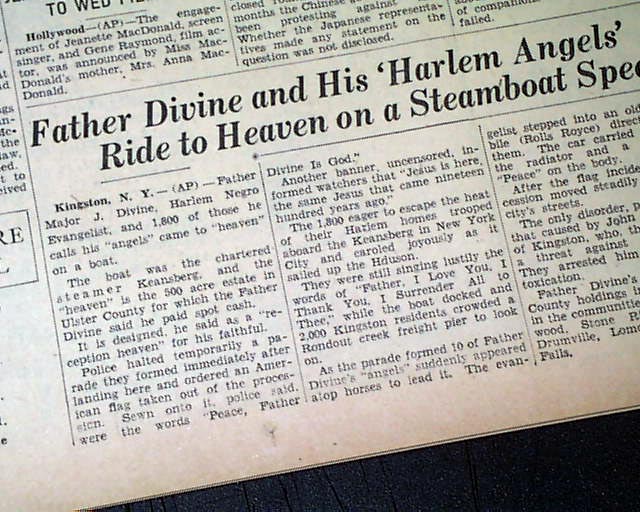 TO WED
Hollywood—(AP)—The engage-
ment of Jeanette MacDonald, screen
singer, and Gene Raymond, film ac-
tor, was announced by Miss Mac-
Donald's mother, Mrs. Anna Mac-
Donald.
months the Chinese
been protesting against
Whether the Japanese representa-
tives made any statement on the
question was not disclosed.
of companion
failed.
Father Divine and His 'Harlem Angels'
Ride to Heaven on a Steamboat Spe
Kingston, N. Y.—(AP)—Father
Major J. Divine, Harlem Negro
Evangelist, and 1,800 of those he
calls his "angels" came to "heaven"
on a boat.
The boat was the chartered
steamer Keansberg, and the
"heaven" is the 500 acre estate in
Ulster County for which the Father
Divine said he paid spot cash.
It is designed, he said as a "re-
ception heaven" for his faithful.
Police halted temporarily a pa-
rade they formed immediately after
landing here and ordered an Amer-
ican flag taken out of the proces-
sion. Sewn onto it, police said,
were the words "Peace, Father
Divine Is God."
Another banner, uncensored, in-
formed watchers that "Jesus is here,
the same Jesus that came nineteen
hundred years ago."
The 1,800 eager to escape the heat
of their Harlem homes trooped
aboard the Keansberg in New York
City and caroled joyously as it
sailed up the Hduson.
They were still singing lustily the
words of "Father, I Love You, I
Thank You, I Surrender All to
Thee," while the boat docked and
2,000 Kingston residents crowded a
Rondout creek freight pier to look
on.
As the parade formed 10 of Father
Divine's "angels" suddenly appeared
atop horses to lead it. The evan-
gelist stepped into an old
bile (Rolls Royce) direct
them. The car carried
the radiator and a
"Peace" on the body.
After the flag incide
cession moved steadily
city's streets.
The only disorder, p
that caused by John
of Kingston, who, th
a threat against
They arrested him
toxication.
Father Divine's
County holdings in
in the communiti
wood, Stone Ri
Drumville, Lom
Falls.